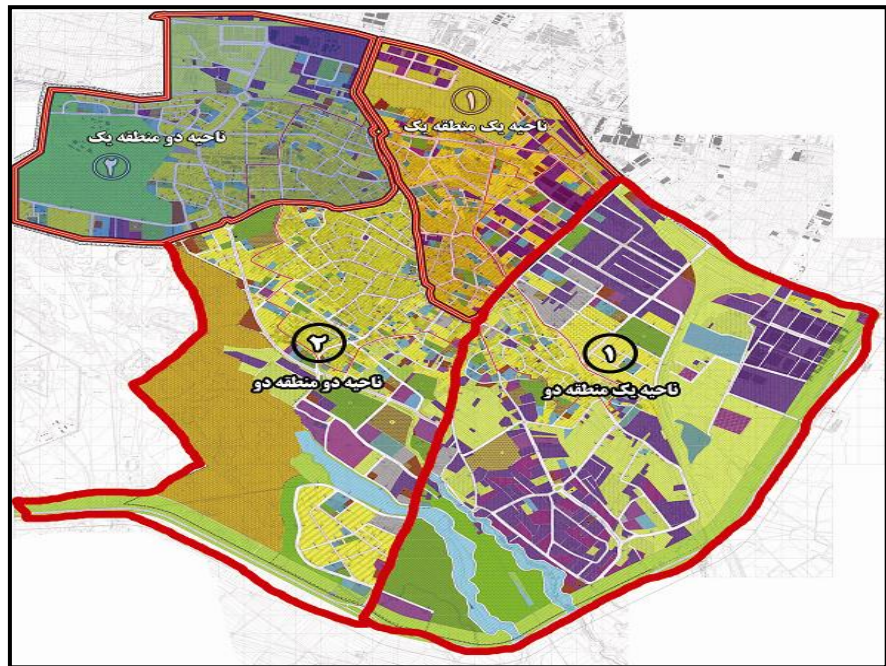 ۱
ناحیه یک منطقه یک
ناحیه دو منطقه یک
۲
۲
ناحیه دو منطقه دو
۱
ناحیه یک منطقه دو